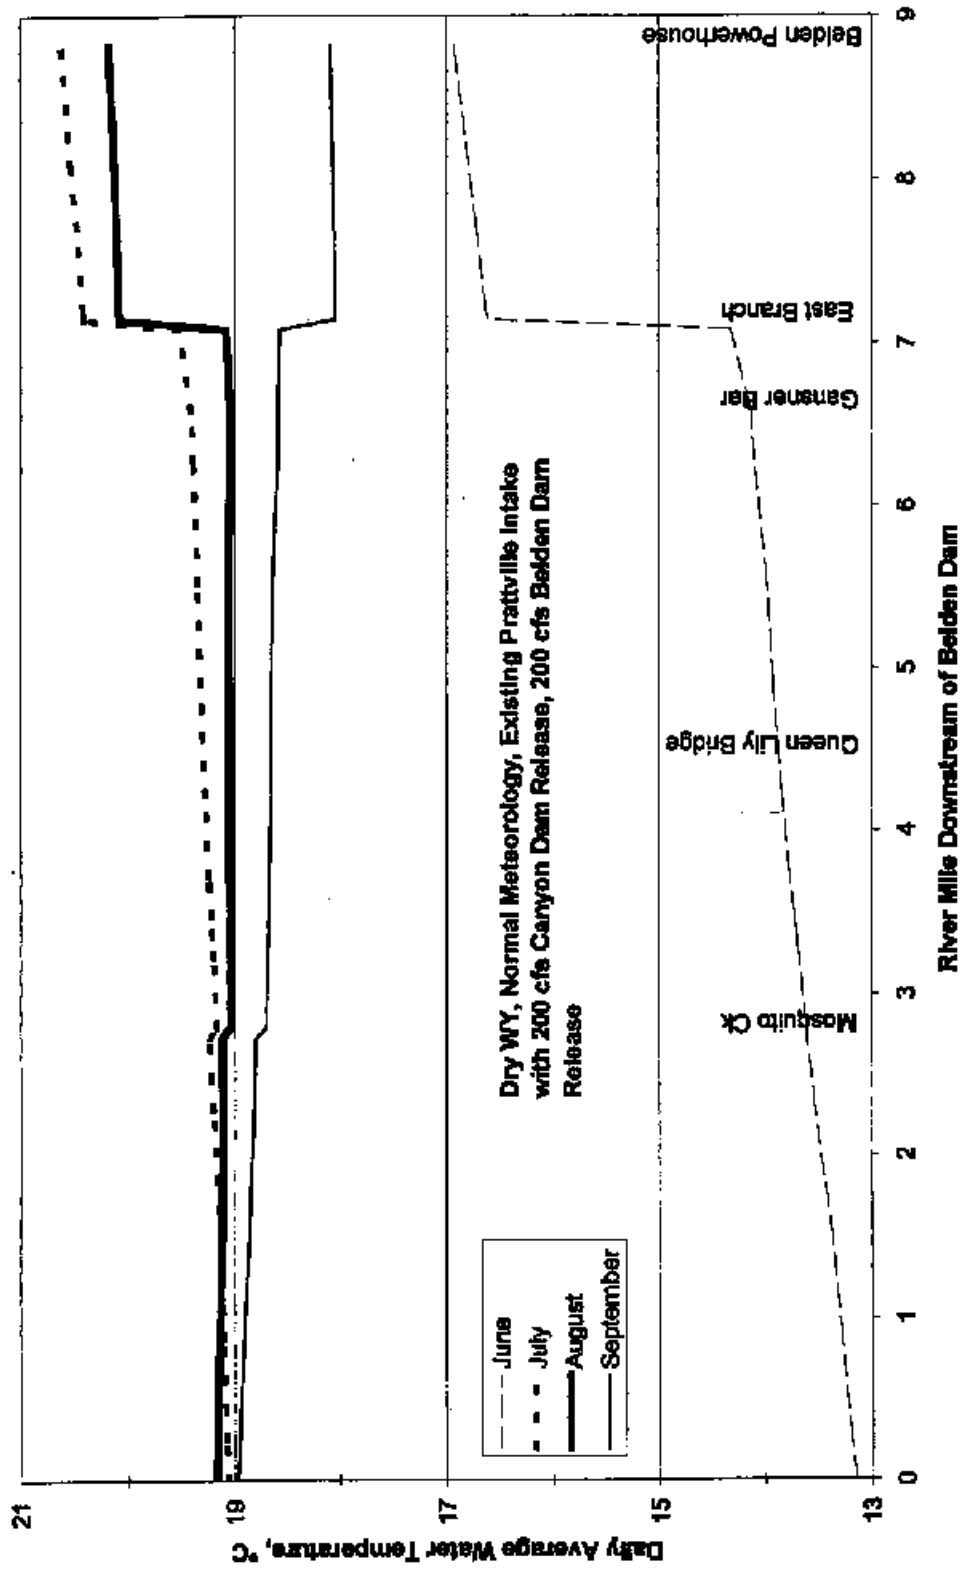 Daily Average Water Temperature, °C
21
19
17
15
13
Dry WY, Normal Meteorology, Existing Prattville Intake
with 200 cfs Canyon Dam Release, 200 cfs Belden Dam
Release
June
July
August
September
Mosquito Ck
Queen Lily Bridge
Gansner Bar
East Branch
Belden Powerhouse
0
1
2
3
4
5
6
7
8
9
River Mile Downstream of Belden Dam